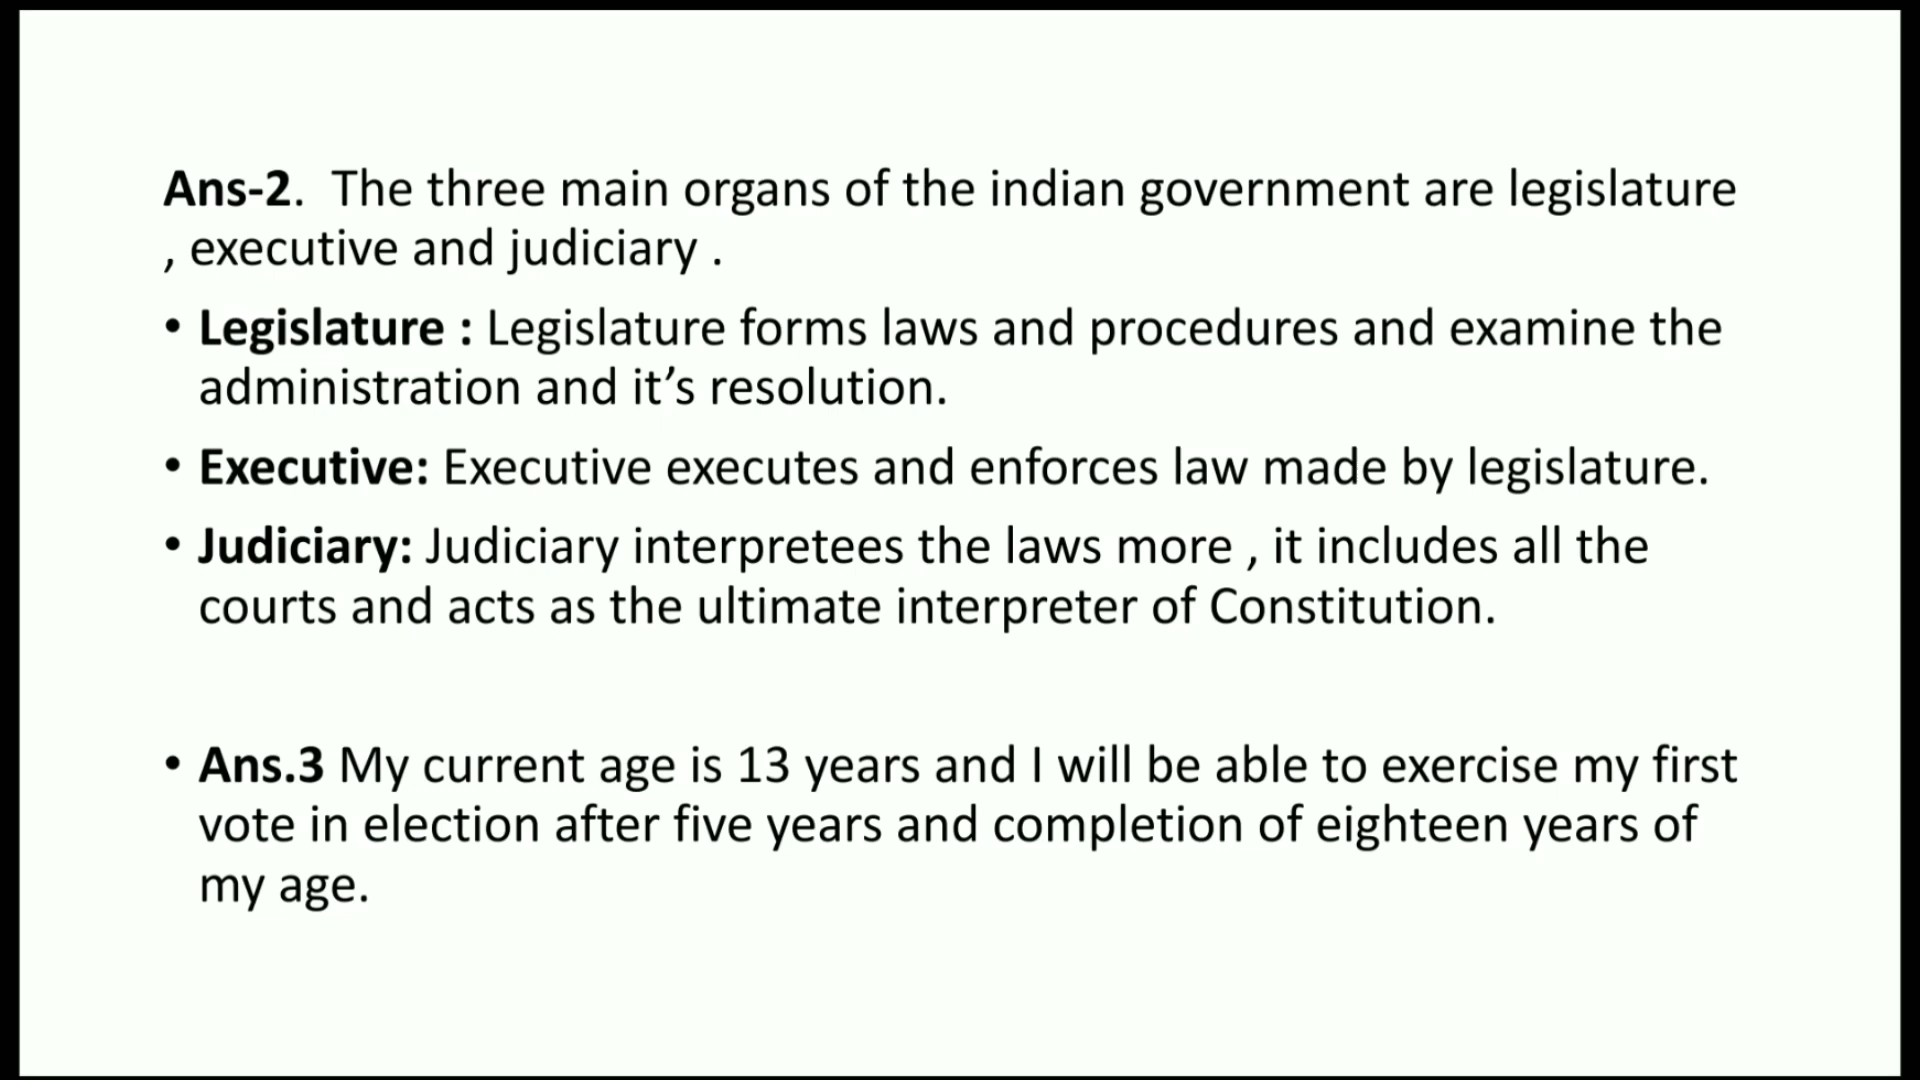 Ans-2.  The three main organs of the indian government are legislature
, executive and judiciary .
• Legislature : Legislature forms laws and procedures and examine the
administration and it’s resolution.
• Executive: Executive executes and enforces law made by legislature.
• Judiciary: Judiciary interpretees the laws more , it includes all the
courts and acts as the ultimate interpreter of Constitution.
• Ans.3 My current age is 13 years and I will be able to exercise my first
vote in election after five years and completion of eighteen years of
my age.